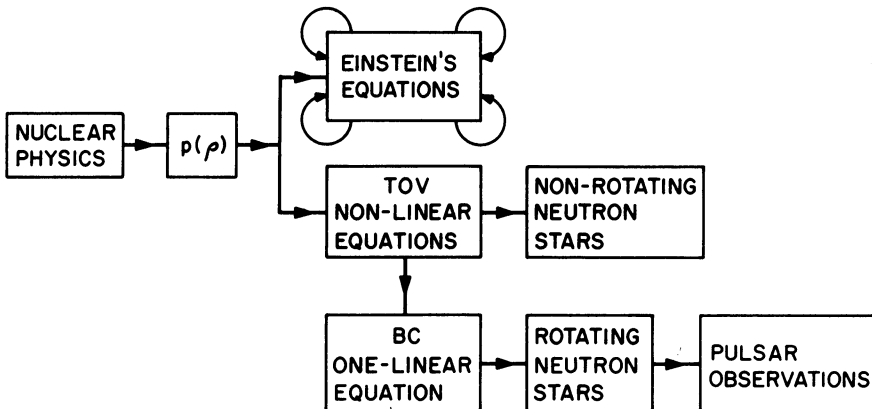 EINSTEIN'S
EQUATIONS
NUCLEAR
PHYSICS
p(ρ)
TOV
NON-LINEAR
EQUATIONS
NON-ROTATING
NEUTRON
STARS
BC
ONE-LINEAR
EQUATION
ROTATING
NEUTRON
STARS
PULSAR
OBSERVATIONS